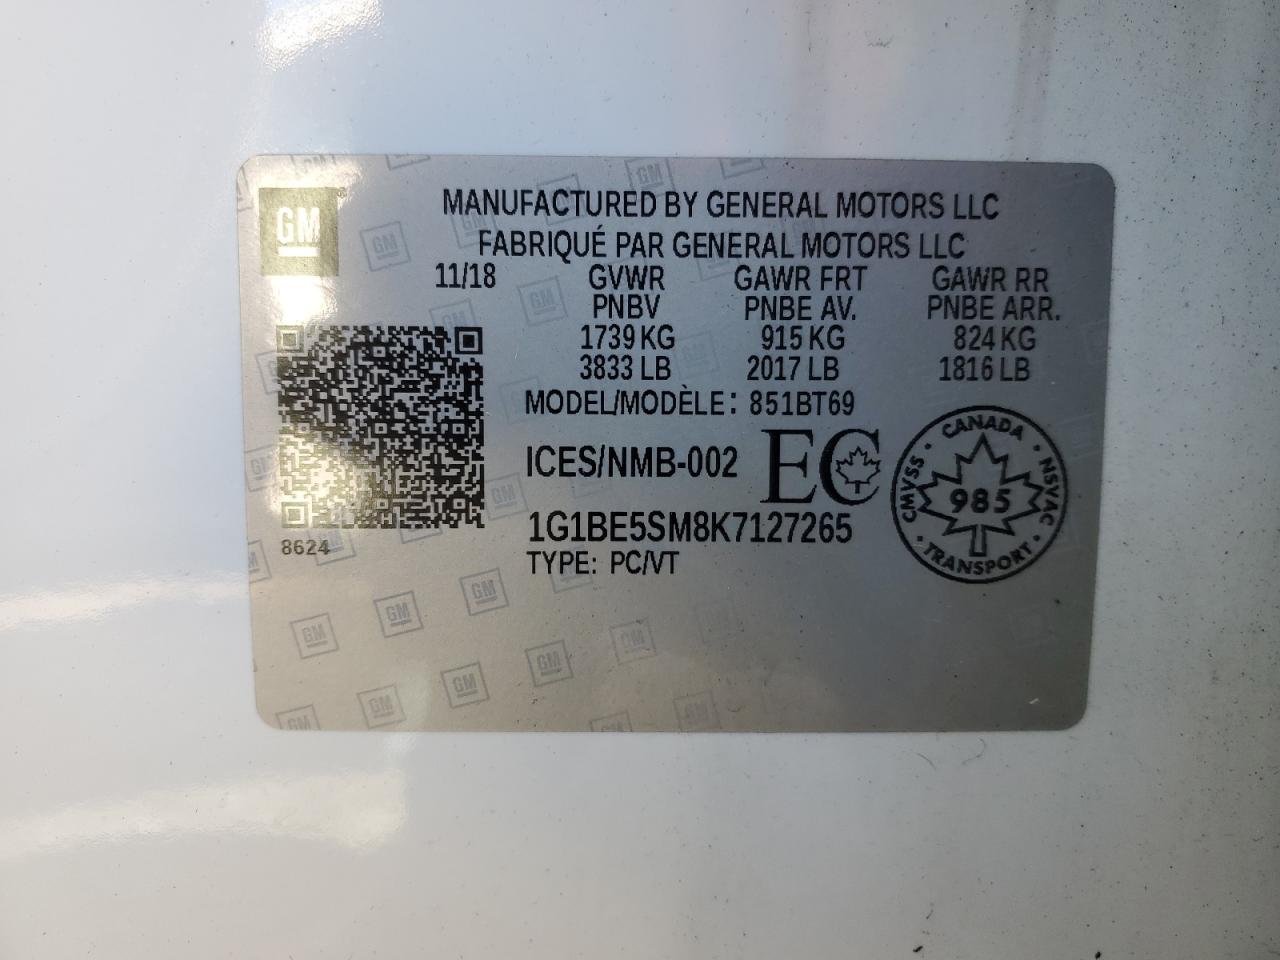 GM®
MANUFACTURED BY GENERAL MOTORS LLC
FABRIQUÉ PAR GENERAL MOTORS LLC
11/18 GVWR GAWR FRT GAWR RR
PNBV PNBE AV. PNBE ARR.
1739 KG 915 KG 824 KG
3833 LB 2017 LB 1816 LB
MODEL/MODÈLE: 851BT69
ICES/NMB-002 EC
1G1BE5SM8K7127265
TYPE: PC/VT
8624
CANADA
CMVSS 985 NSVAC
TRANSPORT